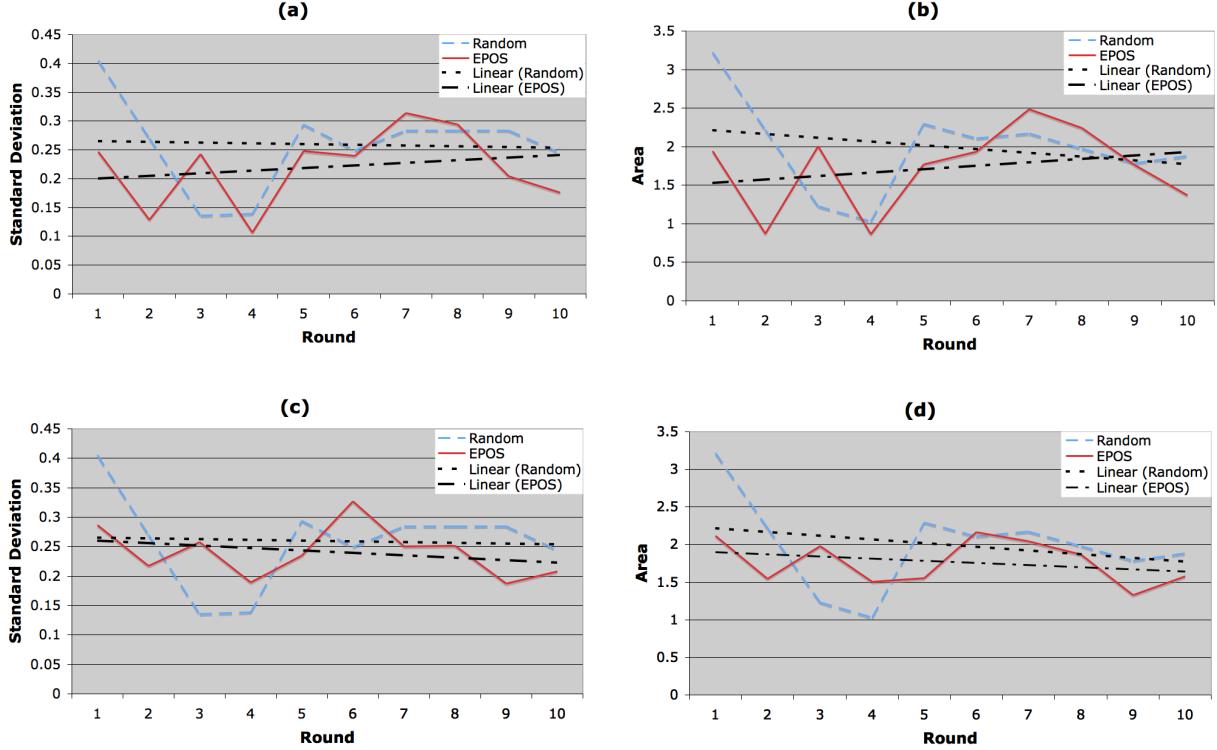 (a)
0.45
0.4
0.35
0.3
0.25
0.2
0.15
0.1
0.05
0
Standard Deviation
Random
EPOS
Linear (Random)
Linear (EPOS)
1 2 3 4 5 6 7 8 9 10
Round
(b)
3.5
3
2.5
2
1.5
1
0.5
0
Area
Random
EPOS
Linear (Random)
Linear (EPOS)
1 2 3 4 5 6 7 8 9 10
Round
(c)
0.45
0.4
0.35
0.3
0.25
0.2
0.15
0.1
0.05
0
Standard Deviation
Random
EPOS
Linear (Random)
Linear (EPOS)
1 2 3 4 5 6 7 8 9 10
Round
(d)
3.5
3
2.5
2
1.5
1
0.5
0
Area
Random
EPOS
Linear (Random)
Linear (EPOS)
1 2 3 4 5 6 7 8 9 10
Round